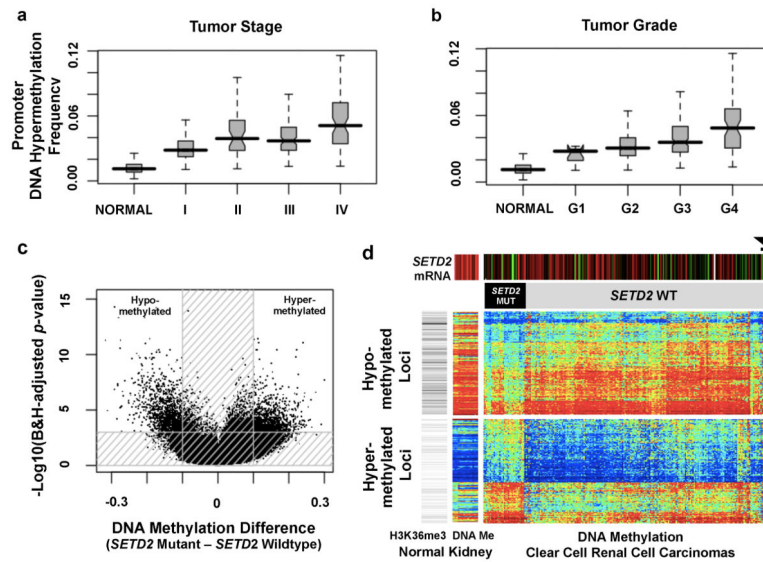 a
Tumor Stage
Promoter
DNA Hypermethylation
Frequency
0.12
0.06
0.00
NORMAL I II III IV
b
Tumor Grade
0.12
0.06
0.00
NORMAL G1 G2 G3 G4
c
-Log10(B&H-adjusted p-value)
15
10
5
0
Hypo-
methylated
Hyper-
methylated
-0.3 0 0.3
DNA Methylation Difference
(SETD2 Mutant – SETD2 Wildtype)
d
SETD2
mRNA
SETD2
MUT
SETD2 WT
Hypo-
methylated
Loci
Hyper-
methylated
Loci
H3K36me3 DNA Me
Normal Kidney
DNA Methylation
Clear Cell Renal Cell Carcinomas